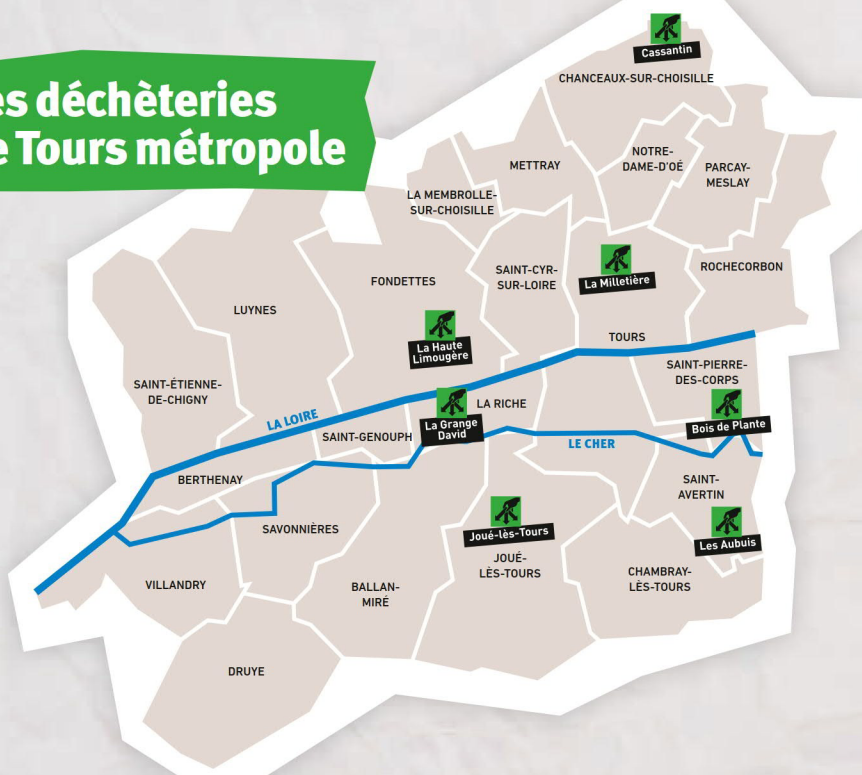 es déchèteries
e Tours métropole
Cassantin
CHANCEAUX-SUR-CHOISILLE
METTRAY
NOTRE-
DAME-D'OÉ
PARCAY-
MESLAY
LA MEMBROLLE-
SUR-CHOISILLE
SAINT-CYR-
SUR-LOIRE
La Milletière
ROCHECORBON
FONDETTES
LUYNES
La Haute
Limougère
TOURS
SAINT-PIERRE-
DES-CORPS
SAINT-ÉTIENNE-
DE-CHIGNY
LA LOIRE
LA RICHE
La Grange
David
Bois de Plante
SAINT-GENOUPH
LE CHER
BERTHENAY
SAINT-
AVERTIN
SAVONNIÈRES
Joué-lès-Tours
Les Aubuis
JOUÉ-
LÈS-TOURS
CHAMBRAY-
LÈS-TOURS
VILLANDRY
BALLAN-
MIRÉ
DRUYE